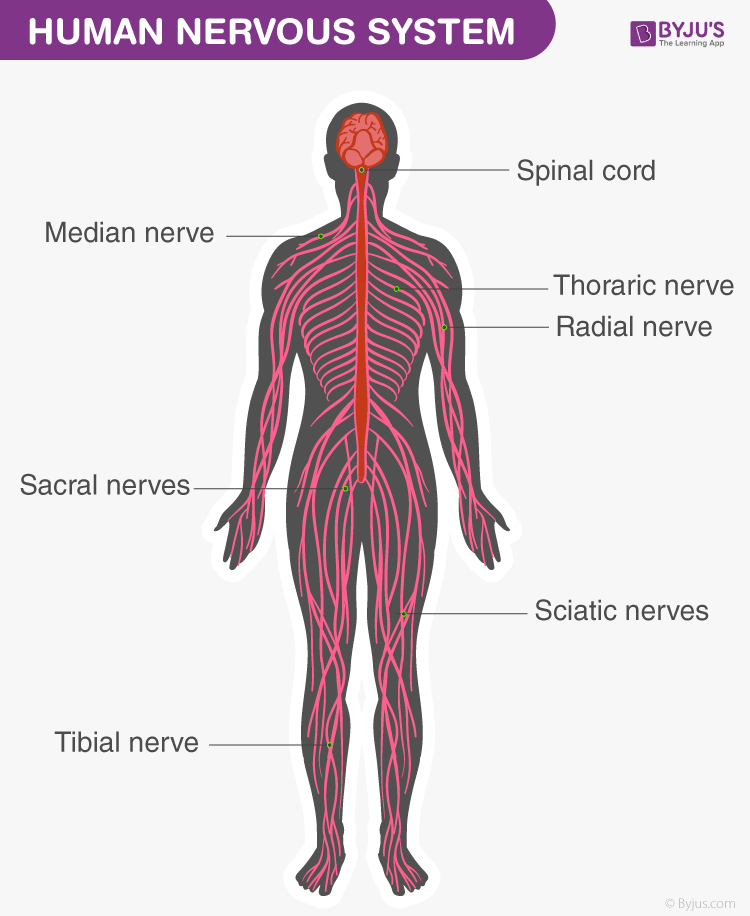 HUMAN NERVOUS SYSTEM
BYJU'S
The Learning App
Spinal cord
Median nerve
Thoraric nerve
Radial nerve
Sacral nerves
Sciatic nerves
Tibial nerve
© Byjus.com